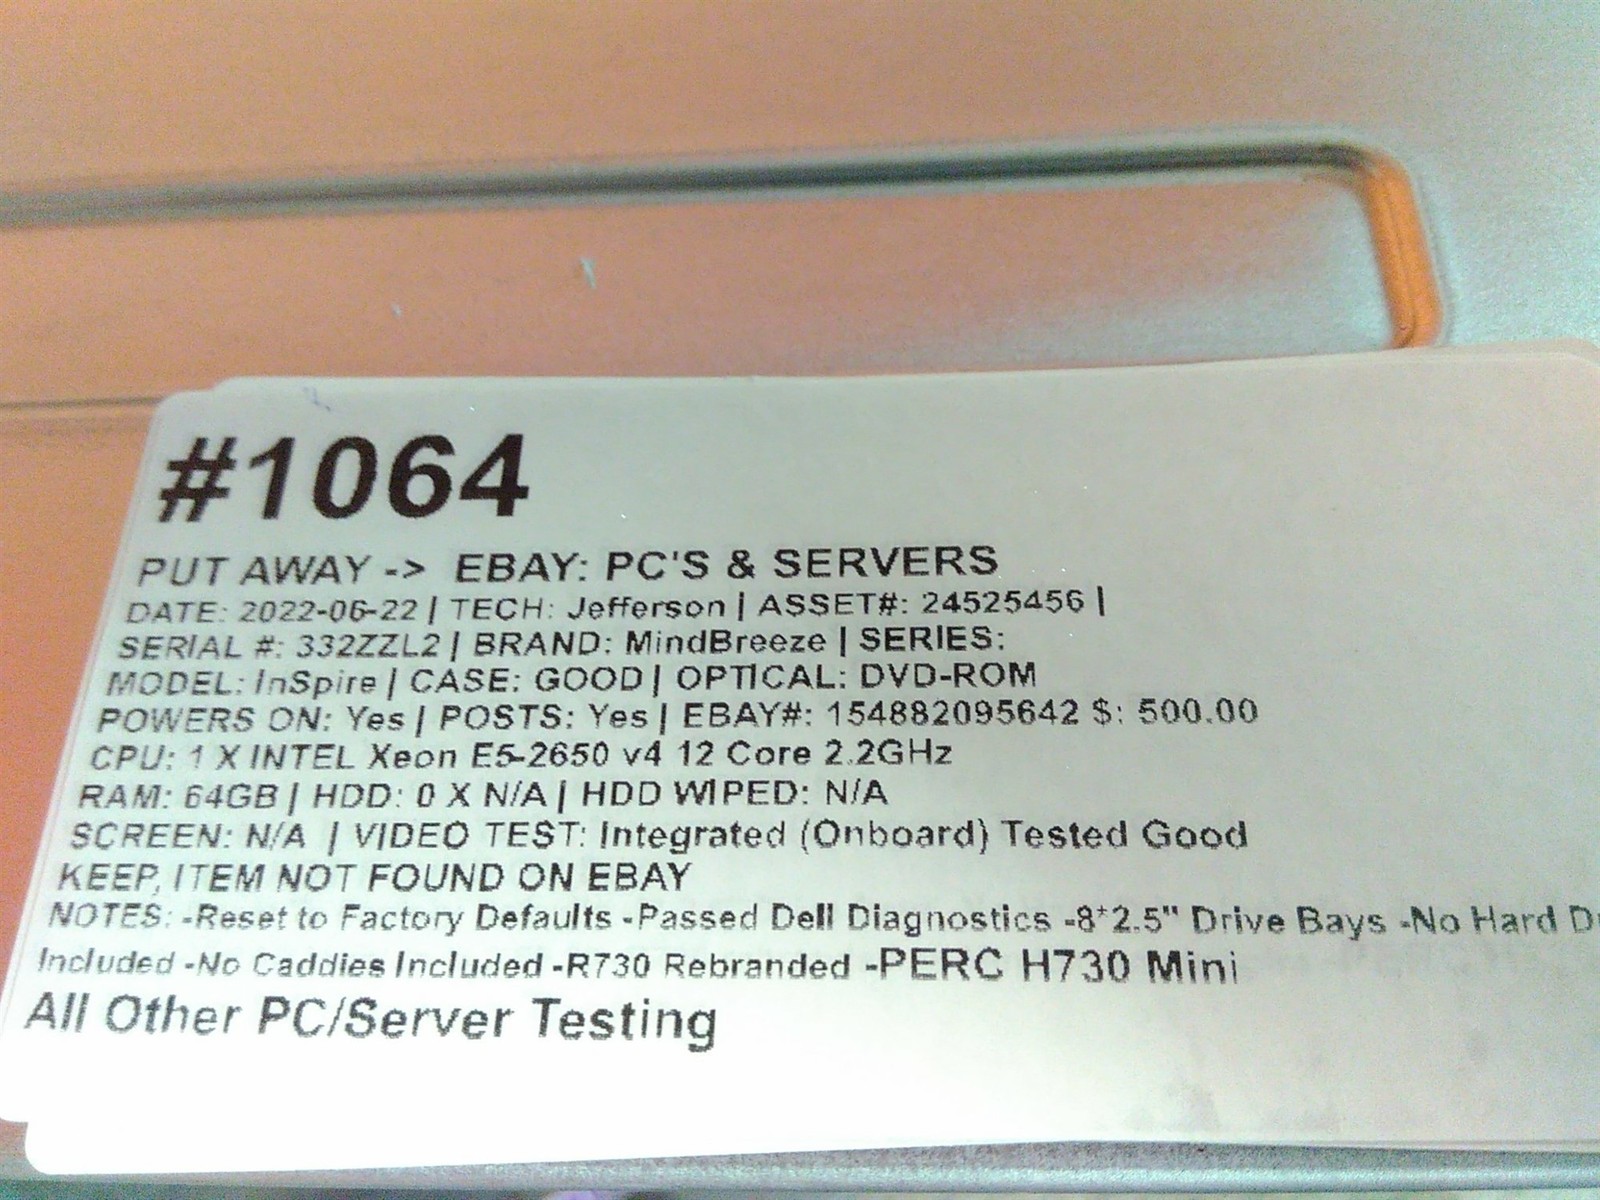 #1064
PUT AWAY -> EBAY: PC'S & SERVERS
DATE: 2022-06-22 | TECH: Jefferson | ASSET#: 24525456 |
SERIAL #: 332ZZL2 | BRAND: MindBreeze | SERIES:
MODEL: InSpire | CASE: GOOD | OPTICAL: DVD-ROM
POWERS ON: Yes | POSTS: Yes | EBAY#: 154882095642 $: 500.00
CPU: 1 X INTEL Xeon E5-2650 v4 12 Core 2.2GHz
RAM: 64GB | HDD: 0 X N/A | HDD WIPED: N/A
SCREEN: N/A | VIDEO TEST: Integrated (Onboard) Tested Good
KEEP, ITEM NOT FOUND ON EBAY
NOTES: -Reset to Factory Defaults -Passed Dell Diagnostics -8*2.5" Drive Bays -No Hard
Included -No Caddies Included -R730 Rebranded -PERC H730 Mini
All Other PC/Server Testing